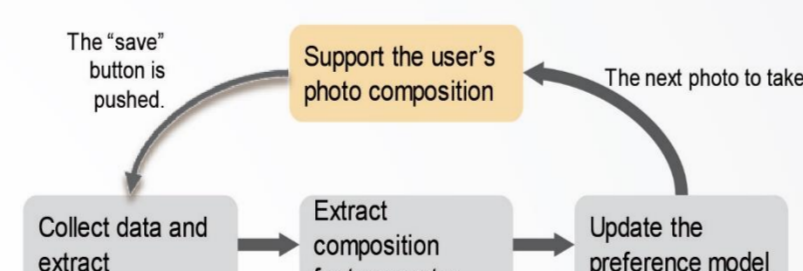 The “save”
button is
pushed.
Support the user’s
photo composition
The next photo to take
Collect data and
extract
Extract
composition
Update the
preference model